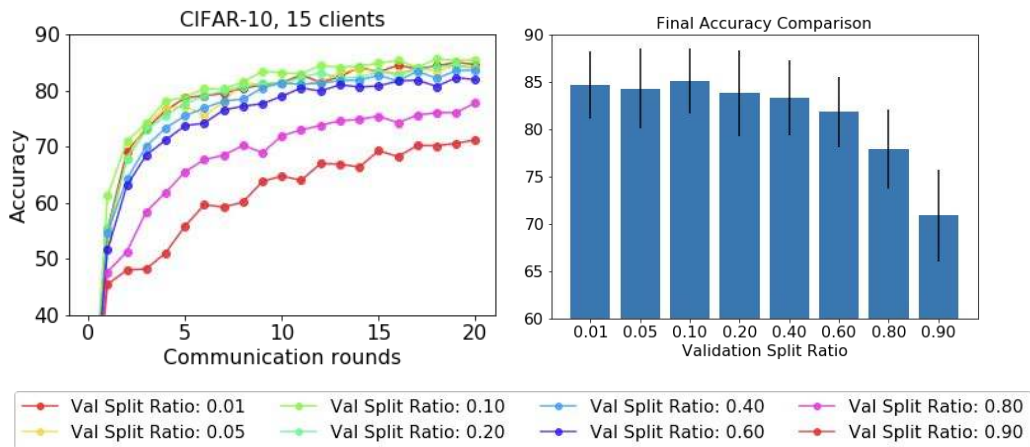 CIFAR-10, 15 clients
90
80
70
60
50
40
Accuracy
0 5 10 15 20
Communication rounds
Final Accuracy Comparison
90
85
80
75
70
65
60
0.01 0.05 0.10 0.20 0.40 0.60 0.80 0.90
Validation Split Ratio
Val Split Ratio: 0.01 Val Split Ratio: 0.10 Val Split Ratio: 0.40 Val Split Ratio: 0.80
Val Split Ratio: 0.05 Val Split Ratio: 0.20 Val Split Ratio: 0.60 Val Split Ratio: 0.90